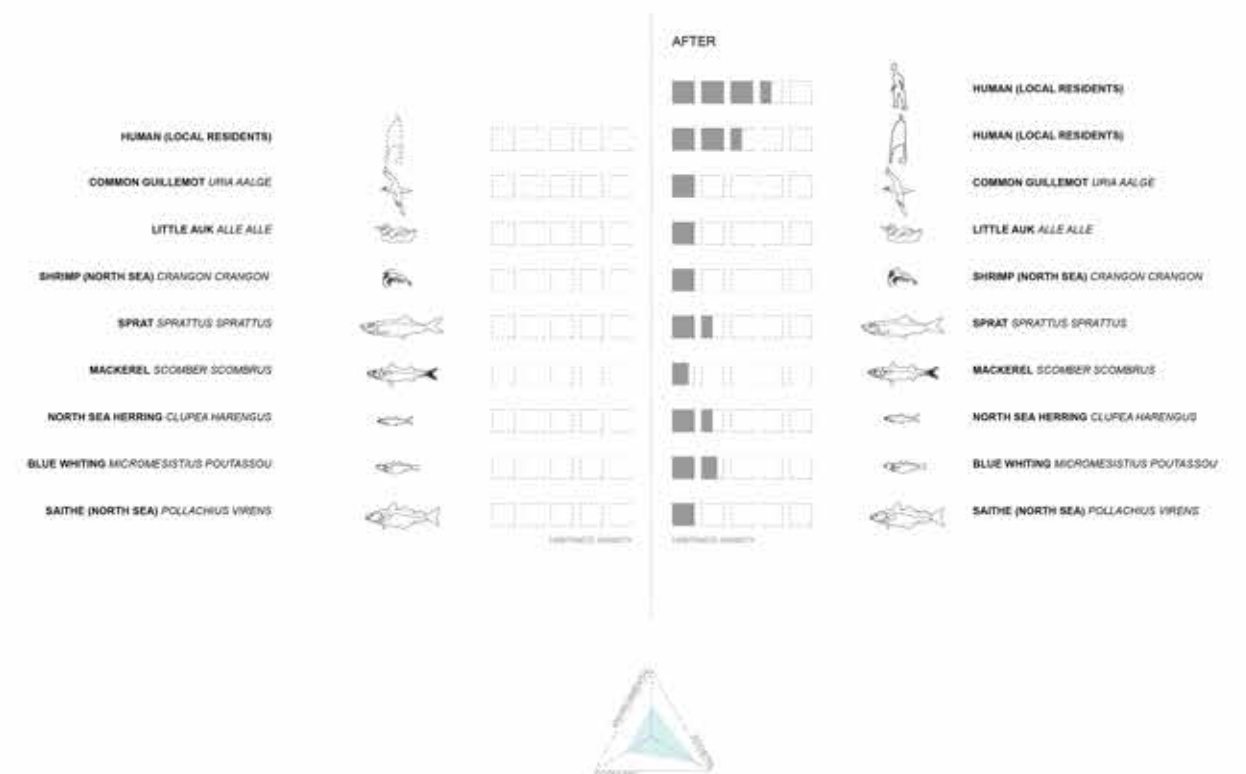 AFTER
HUMAN (LOCAL RESIDENTS)
HUMAN (LOCAL RESIDENTS)
HUMAN (LOCAL RESIDENTS)
COMMON GUILLEMOT URIA AALGE
COMMON GUILLEMOT URIA AALGE
LITTLE AUK ALLE ALLE
LITTLE AUK ALLE ALLE
SHRIMP (NORTH SEA) CRANGON CRANGON
SHRIMP (NORTH SEA) CRANGON CRANGON
SPRAT SPRATTUS SPRATTUS
SPRAT SPRATTUS SPRATTUS
MACKEREL SCOMBER SCOMBRUS
MACKEREL SCOMBER SCOMBRUS
NORTH SEA HERRING CLUPEA HARENGUS
NORTH SEA HERRING CLUPEA HARENGUS
BLUE WHITING MICROMESISTIUS POUTASSOU
BLUE WHITING MICROMESISTIUS POUTASSOU
SAITHE (NORTH SEA) POLLACHIUS VIRENS
SAITHE (NORTH SEA) POLLACHIUS VIRENS